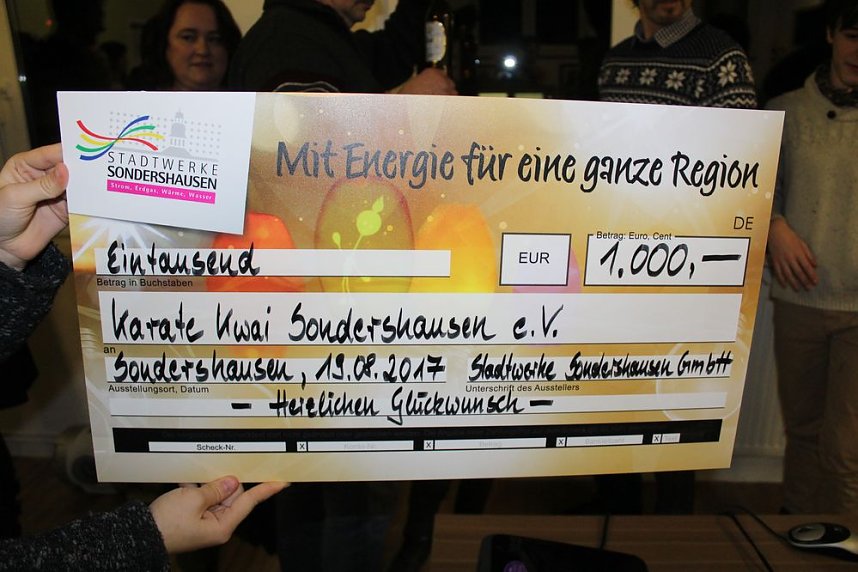 STADTWERKE
SONDERSHAUSEN
Strom, Erdgas, Wärme, Wasser
Mit Energie für eine ganze Region
DE
Eintausend
EUR
Betrag: Euro, Cent
1.000,—
Betrag in Buchstaben
Karate Kwai Sondershausen e.V.
an
Sondershausen, 19.08.2017 Stadtwerke Sondershausen GmbH
Ausstellungsort, Datum Unterschrift des Ausstellers
— Herzlichen Glückwunsch —
Scheck-Nr. X X X X